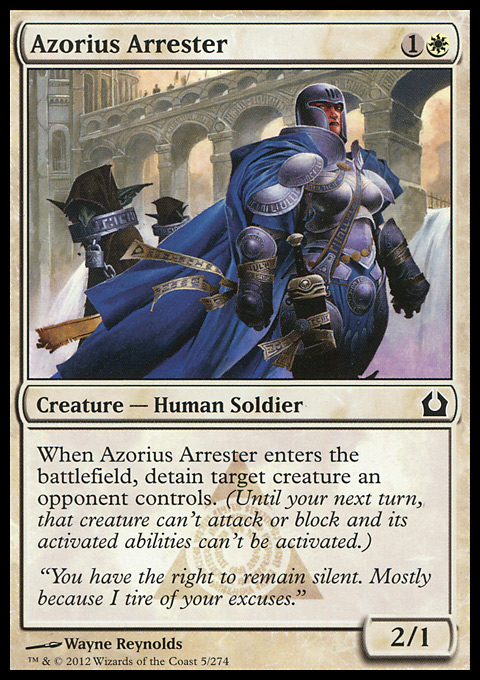 Azorius Arrester 1
Creature — Human Soldier
When Azorius Arrester enters the
battlefield, detain target creature an
opponent controls. (Until your next turn,
that creature can't attack or block and its
activated abilities can't be activated.)
“You have the right to remain silent. Mostly
because I tire of your excuses.”
Wayne Reynolds
2/1
™ & © 2012 Wizards of the Coast 5/274